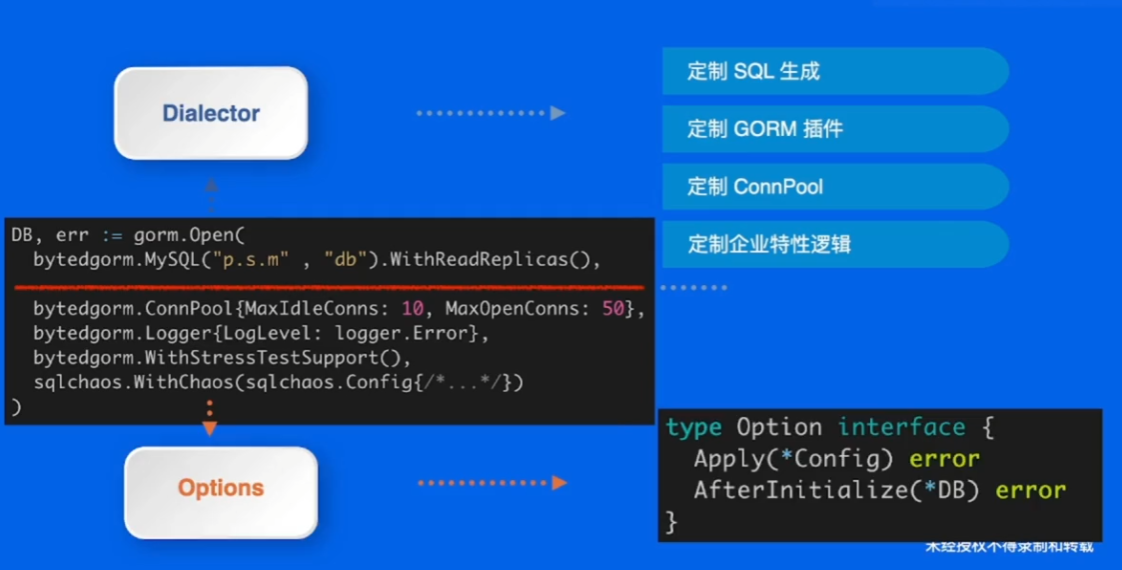 Dialector
定制 SQL 生成
定制 GORM 插件
定制 ConnPool
定制企业特性逻辑
DB, err := gorm.Open(
bytedgorm.MySQL("p.s.m" , "db").WithReadReplicas(),
bytedgorm.ConnPool{MaxIdleConns: 10, MaxOpenConns: 50},
bytedgorm.Logger{LogLevel: logger.Error},
bytedgorm.WithStressTestSupport(),
sqlchaos.WithChaos(sqlchaos.Config{/*...*/})
)
Options
type Option interface {
Apply(*Config) error
AfterInitialize(*DB) error
}
未经授权不得录制和转载